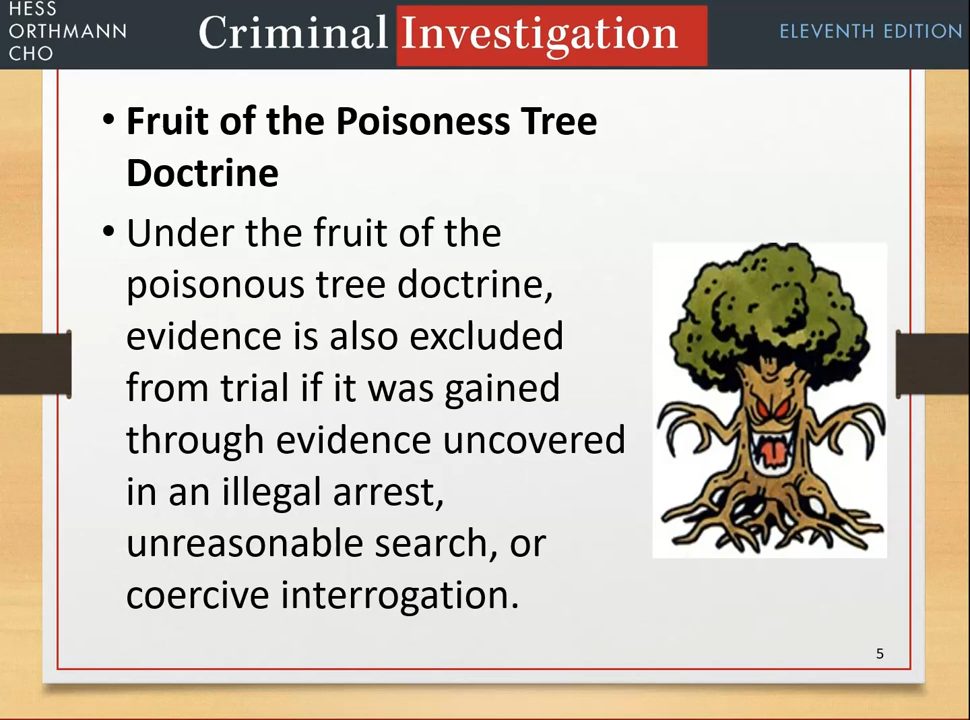 HESS
ORTHMANN
CHO
Criminal Investigation
ELEVENTH EDITION
• Fruit of the Poisoness Tree
Doctrine
• Under the fruit of the
poisonous tree doctrine,
evidence is also excluded
from trial if it was gained
through evidence uncovered
in an illegal arrest,
unreasonable search, or
coercive interrogation.
5